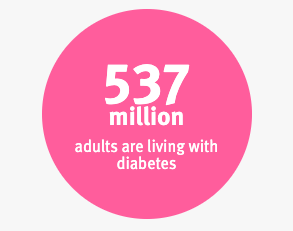 537
million
adults are living with
diabetes